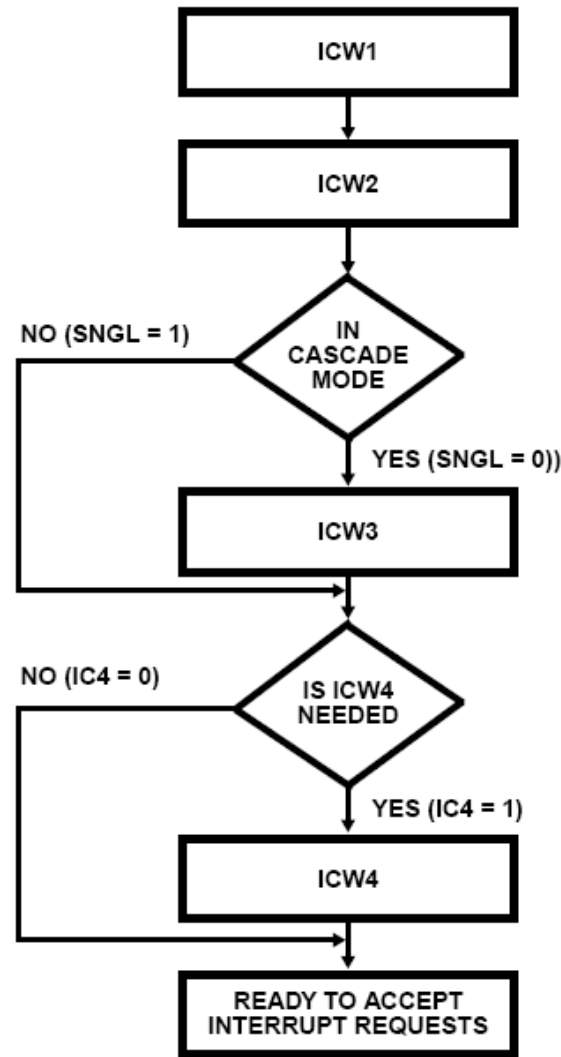 ICW1
ICW2
NO (SNGL = 1)
IN
CASCADE
MODE
YES (SNGL = 0))
ICW3
NO (IC4 = 0)
IS ICW4
NEEDED
YES (IC4 = 1)
ICW4
READY TO ACCEPT
INTERRUPT REQUESTS